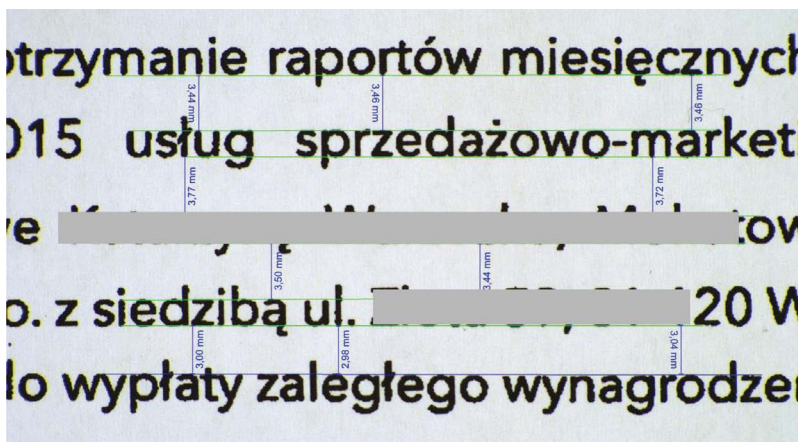 otrzymanie raportów miesięcznych
3,44 mm 3,46 mm 3,46 mm
015 usług sprzedażowo-market
3,77 mm 3,72 mm
3,50 mm 3,44 mm
o. z siedzibą ul. 20 W
3,00 mm 2,98 mm 3,04 mm
do wypłaty zaległego wynagrodzen